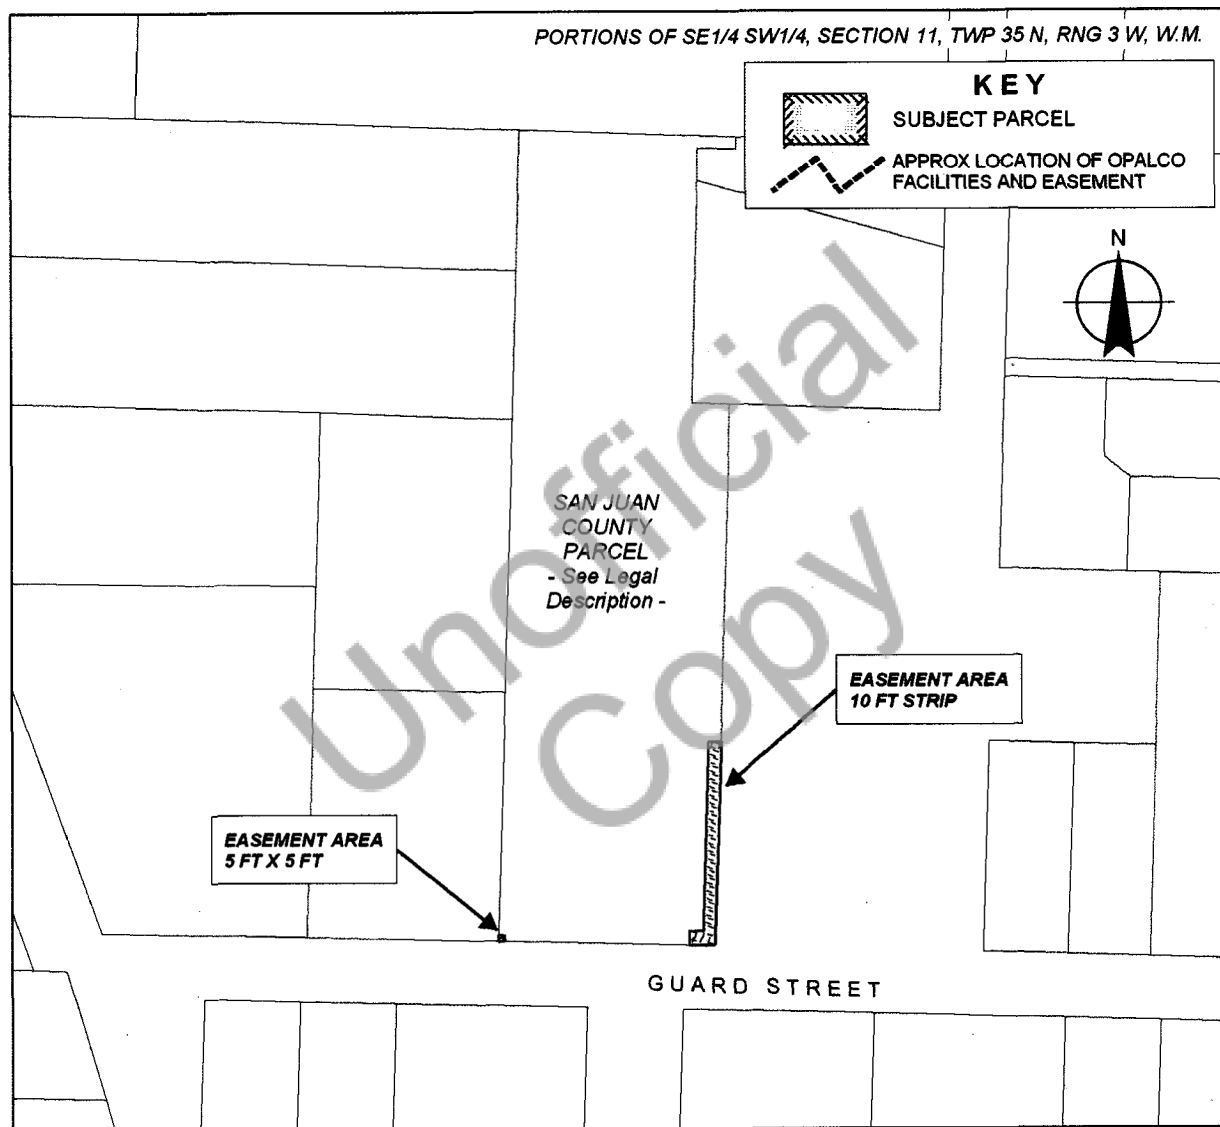 PORTIONS OF SE1/4 SW1/4, SECTION 11, TWP 35 N, RNG 3 W, W.M.
KEY
SUBJECT PARCEL
APPROX LOCATION OF OPALCO
FACILITIES AND EASEMENT
N
SAN JUAN
COUNTY
PARCEL
- See Legal
Description -
EASEMENT AREA
10 FT STRIP
EASEMENT AREA
5 FT X 5 FT
GUARD STREET
Unofficial
Copy